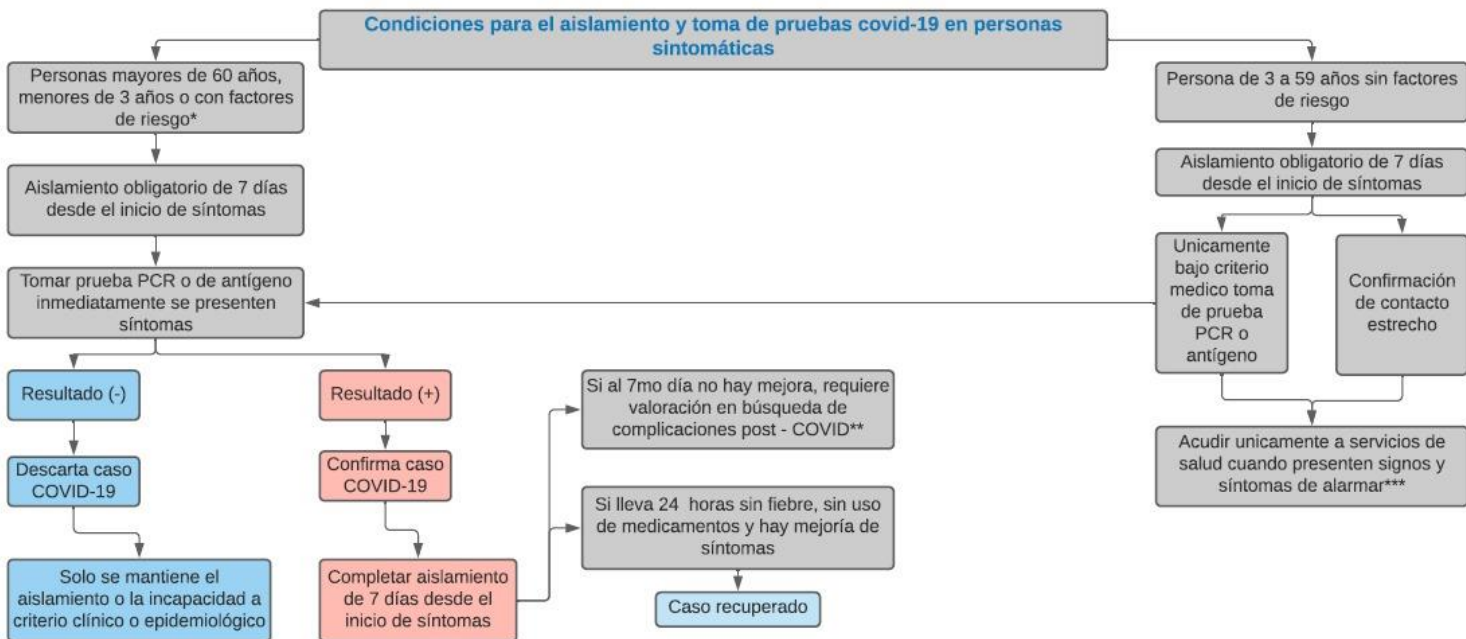 Condiciones para el aislamiento y toma de pruebas covid-19 en personas
sintomáticas
Personas mayores de 60 años,
menores de 3 años o con factores
de riesgo*
Aislamiento obligatorio de 7 días
desde el inicio de síntomas
Tomar prueba PCR o de antígeno
inmediatamente se presenten
síntomas
Resultado (-)
Descarta caso
COVID-19
Solo se mantiene el
aislamiento o la incapacidad a
criterio clínico o epidemiológico
Resultado (+)
Confirma caso
COVID-19
Completar aislamiento
de 7 días desde el
inicio de síntomas
Si al 7mo día no hay mejora, requiere
valoración en búsqueda de
complicaciones post - COVID**
Si lleva 24 horas sin fiebre, sin uso
de medicamentos y hay mejoría de
síntomas
Caso recuperado
Persona de 3 a 59 años sin factores
de riesgo
Aislamiento obligatorio de 7 días
desde el inicio de síntomas
Unicamente
bajo criterio
medico toma
de prueba
PCR o
antígeno
Confirmación
de contacto
estrecho
Acudir unicamente a servicios de
salud cuando presenten signos y
síntomas de alarmar***